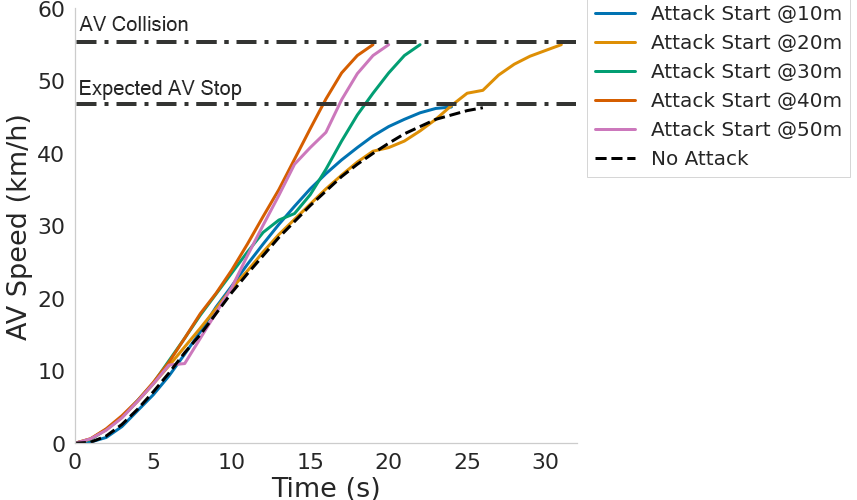 60
AV Collision
50
Expected AV Stop
40
30
20
10
0
AV Speed (km/h)
0 5 10 15 20 25 30
Time (s)
Attack Start @10m
Attack Start @20m
Attack Start @30m
Attack Start @40m
Attack Start @50m
No Attack